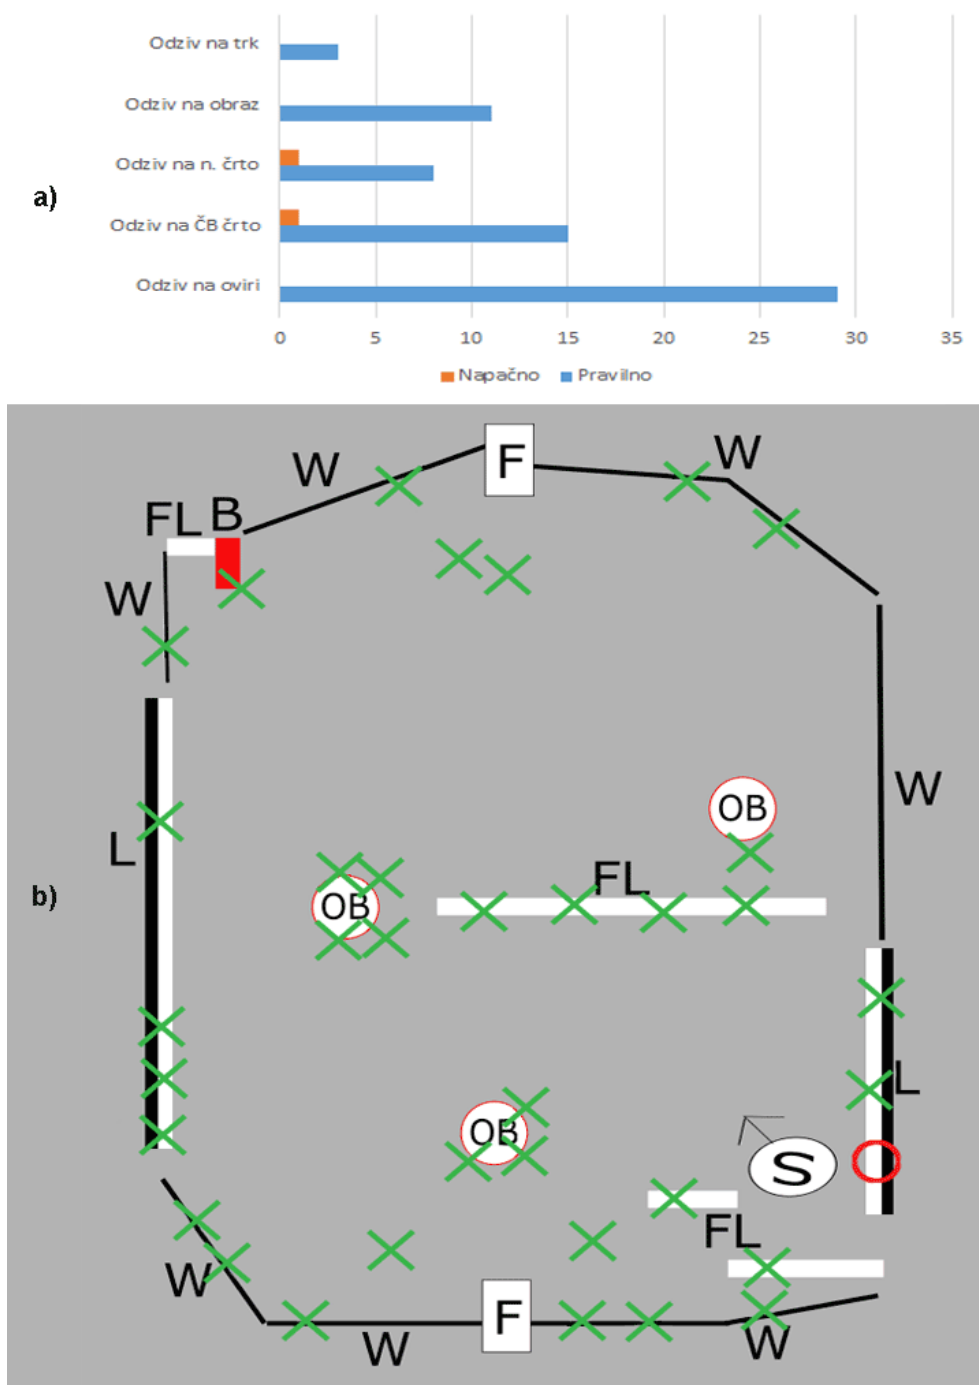 a)
Odziv na trk
Odziv na obraz
Odziv na n. črto
Odziv na ČB črto
Odziv na oviri
0 5 10 15 20 25 30 35
Napačno Pravilno
b)
W F W
FL B
W
W
OB
L
FL
OB
L
OB
S
FL
W
F
W
W